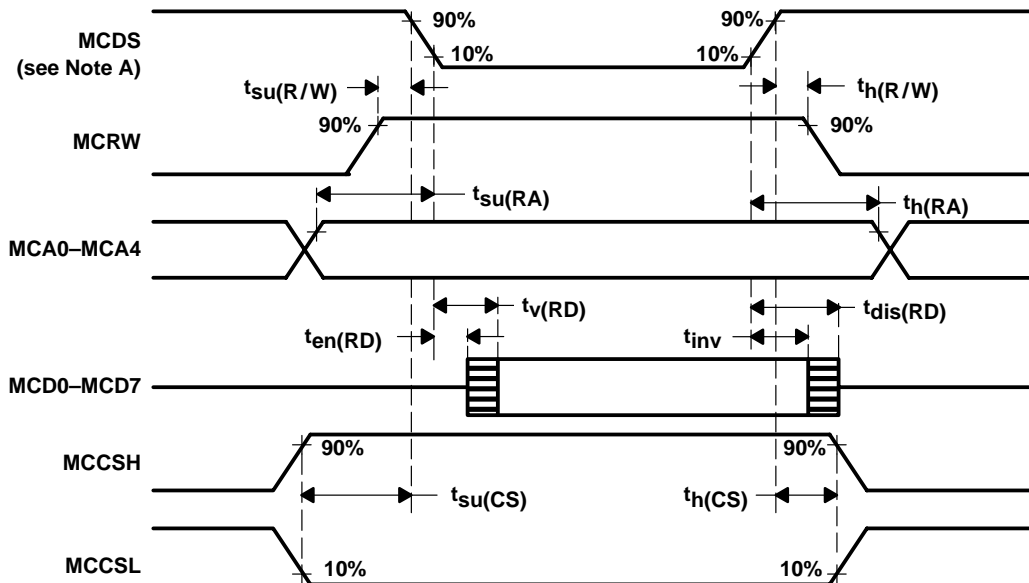 MCDS
(see Note A)
90%
10%
90%
10%
tsu(R/W)
th(R/W)
MCRW
90%
90%
tsu(RA)
th(RA)
MCA0–MCA4
tv(RD)
tdis(RD)
ten(RD)
tinv
MCD0–MCD7
MCCSH
90%
90%
tsu(CS)
th(CS)
MCCSL
10%
10%